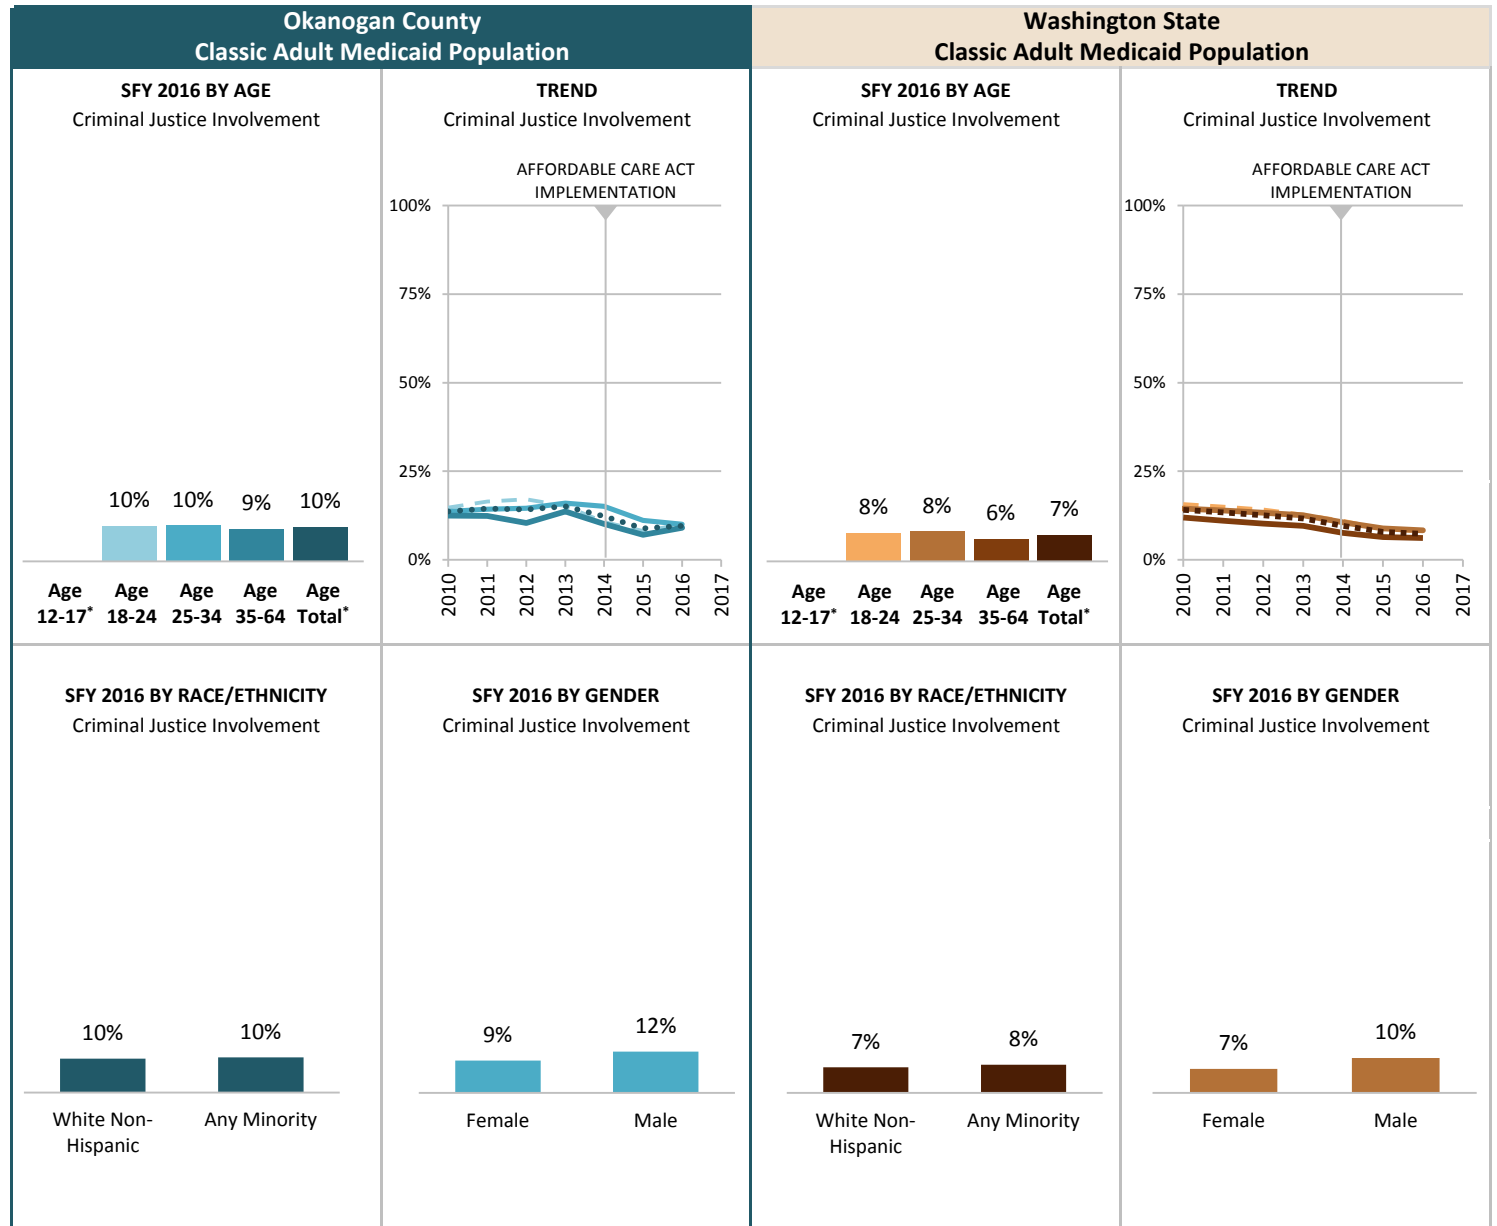 Okanogan County
Classic Adult Medicaid Population
Washington State
Classic Adult Medicaid Population
SFY 2016 BY AGE
Criminal Justice Involvement
10%
10%
9%
10%
Age 12-17*
Age 18-24
Age 25-34
Age 35-64
Age Total*
TREND
Criminal Justice Involvement
AFFORDABLE CARE ACT
IMPLEMENTATION
100%
75%
50%
25%
0%
2010
2011
2012
2013
2014
2015
2016
2017
SFY 2016 BY AGE
Criminal Justice Involvement
8%
8%
6%
7%
Age 12-17*
Age 18-24
Age 25-34
Age 35-64
Age Total*
TREND
Criminal Justice Involvement
AFFORDABLE CARE ACT
IMPLEMENTATION
100%
75%
50%
25%
0%
2010
2011
2012
2013
2014
2015
2016
2017
SFY 2016 BY RACE/ETHNICITY
Criminal Justice Involvement
10%
10%
White Non-
Hispanic
Any Minority
SFY 2016 BY GENDER
Criminal Justice Involvement
9%
12%
Female
Male
SFY 2016 BY RACE/ETHNICITY
Criminal Justice Involvement
7%
8%
White Non-
Hispanic
Any Minority
SFY 2016 BY GENDER
Criminal Justice Involvement
7%
10%
Female
Male